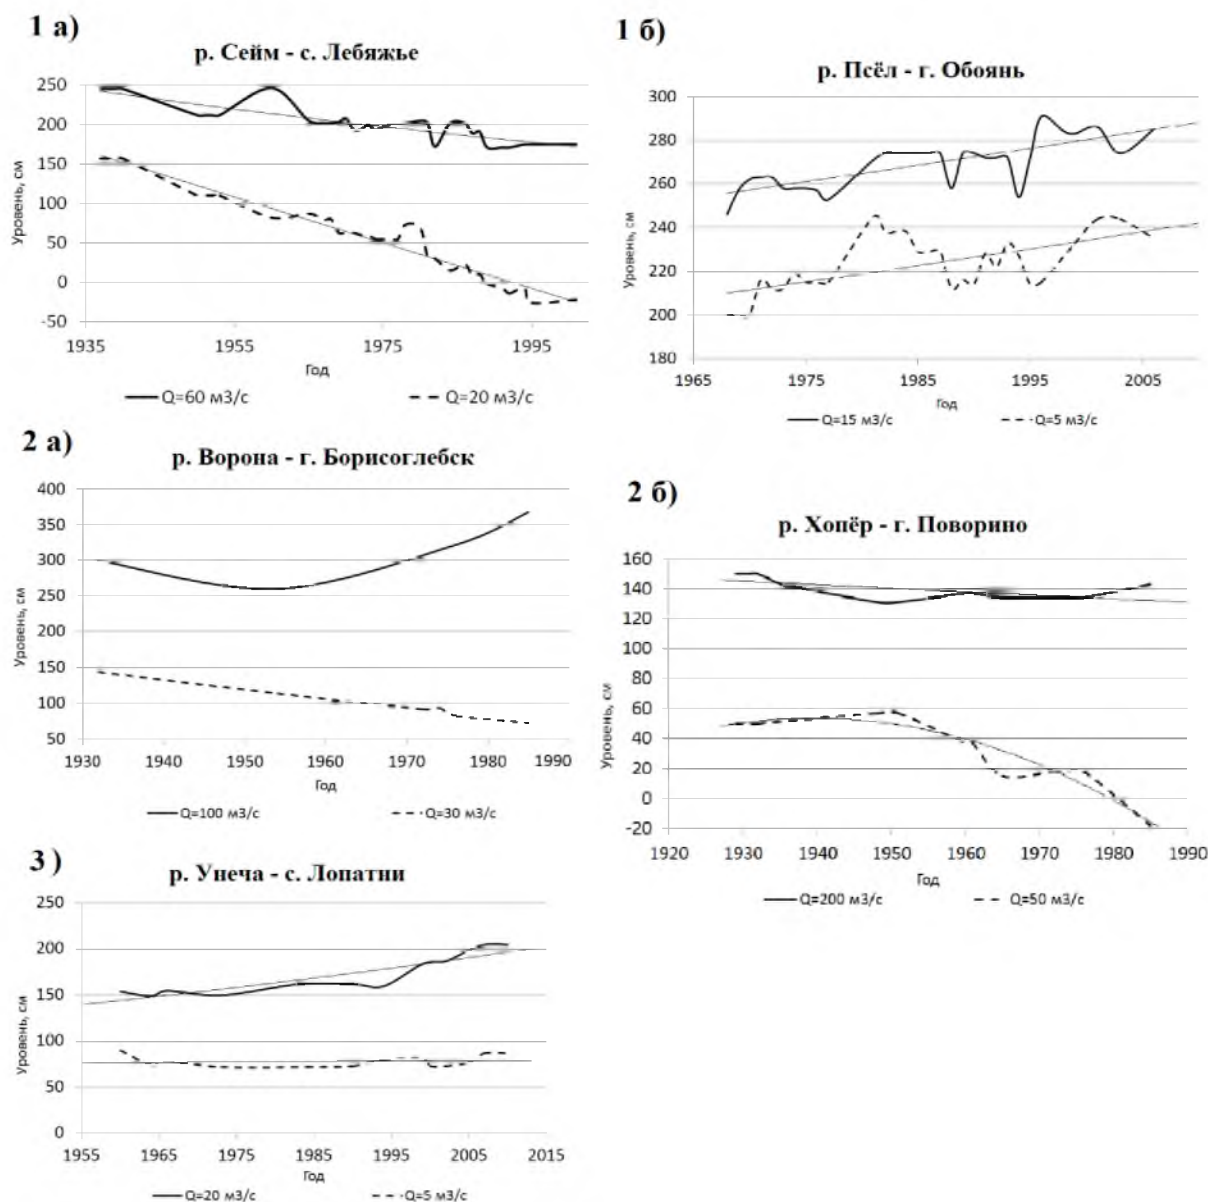 1 а)
р. Сейм - с. Лебяжье
250
200
150
100
50
0
-50
Уровень, см
1935 1955 1975 1995
Год
Q=60 м3/с Q=20 м3/с
1 б)
р. Псёл - г. Обоянь
300
280
260
240
220
200
180
Уровень, см
1965 1975 1985 1995 2005
Год
Q=15 м3/с Q=5 м3/с
2 а)
р. Ворона - г. Борисоглебск
400
350
300
250
200
150
100
50
Уровень, см
1930 1940 1950 1960 1970 1980 1990
Год
Q=100 м3/с Q=30 м3/с
2 б)
р. Хопёр - г. Поворино
160
140
120
100
80
60
40
20
0
-20
Уровень, см
1920 1930 1940 1950 1960 1970 1980 1990
Год
Q=200 м3/с Q=50 м3/с
3 )
р. Унеча - с. Лопатни
250
200
150
100
50
0
Уровень, см
1955 1965 1975 1985 1995 2005 2015
Год
Q=20 м3/с Q=5 м3/с